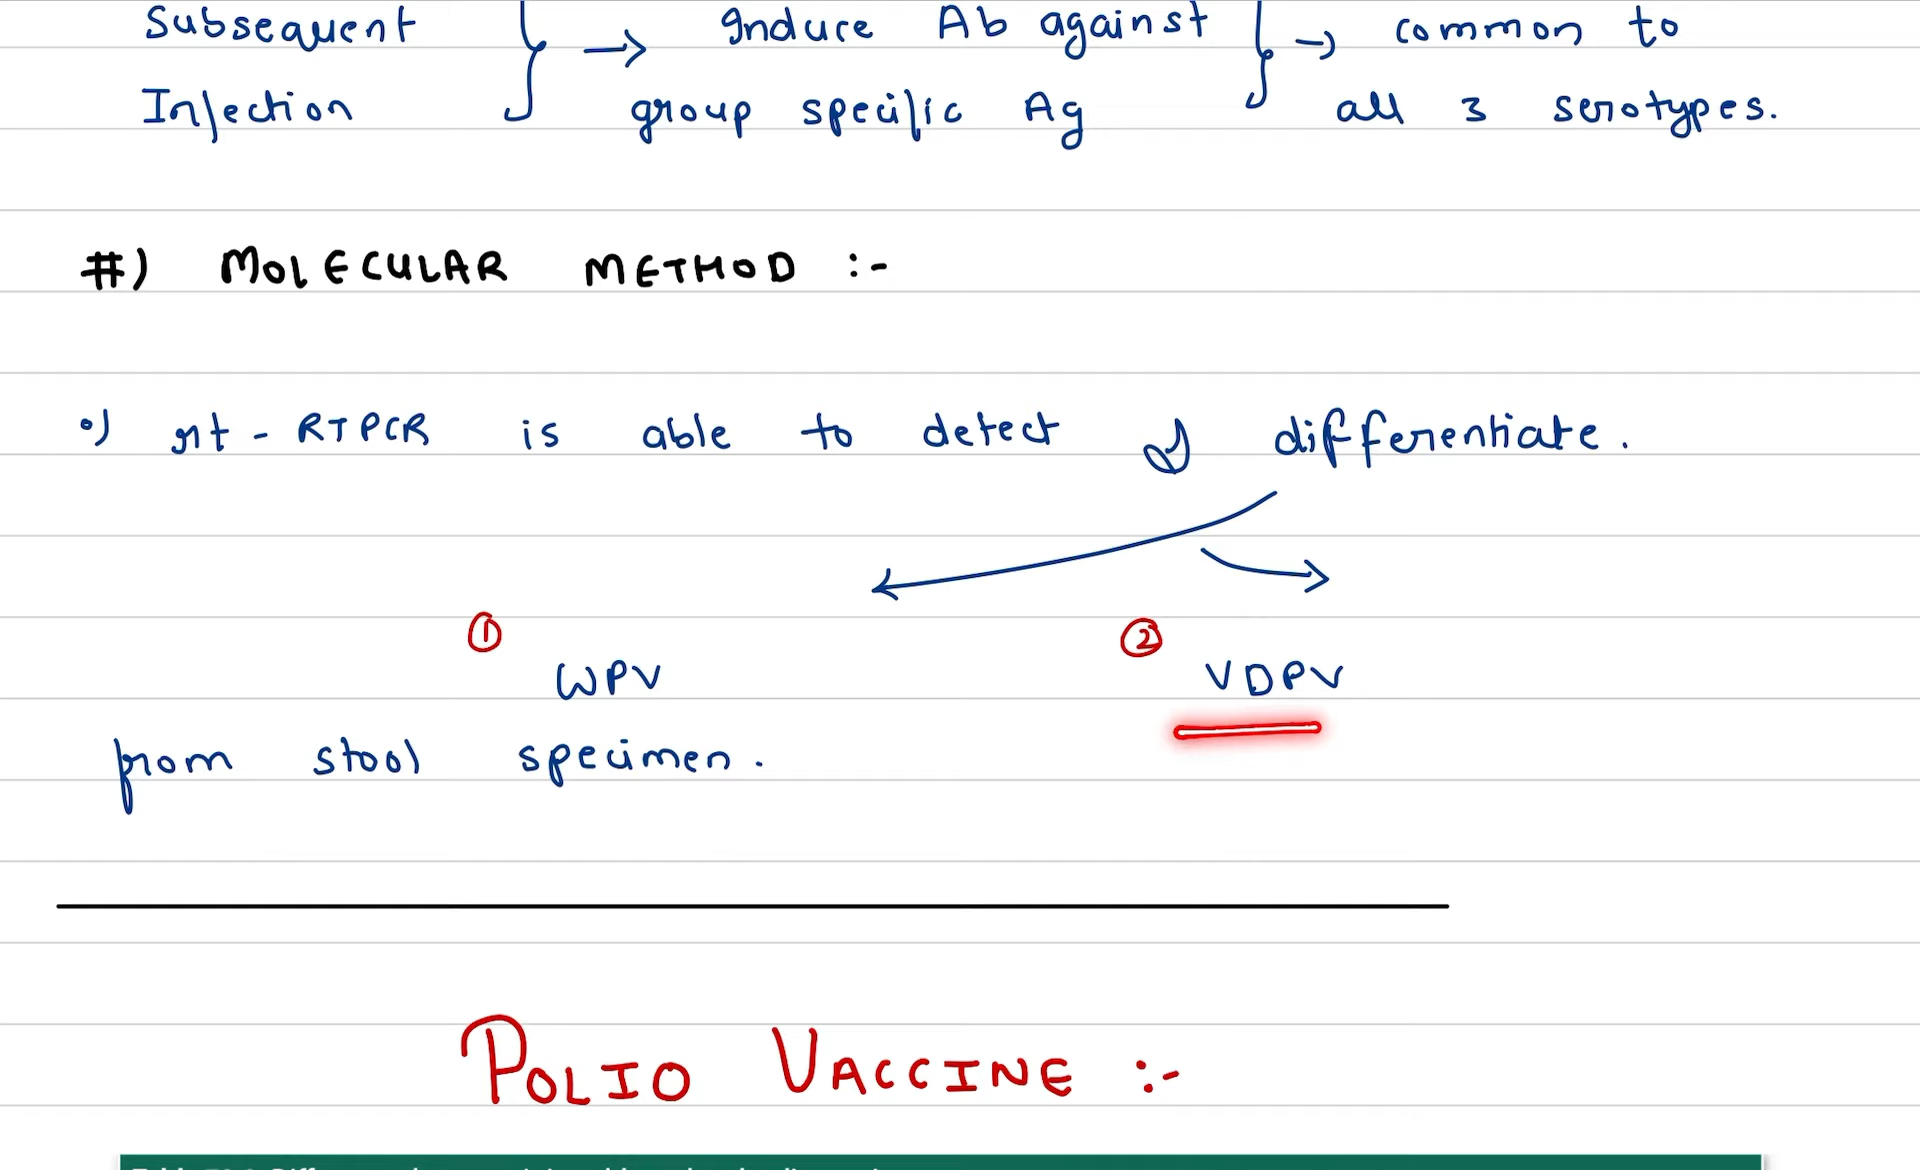 Subsequent → Induce Ab against → common to
Injection group specific Ag all 3 serotypes.
#) MOLECULAR METHOD :-
•) rt - RTPCR is able to detect & differentiate.
① ②
WPV VDPV
from stool specimen.
POLIO VACCINE :-